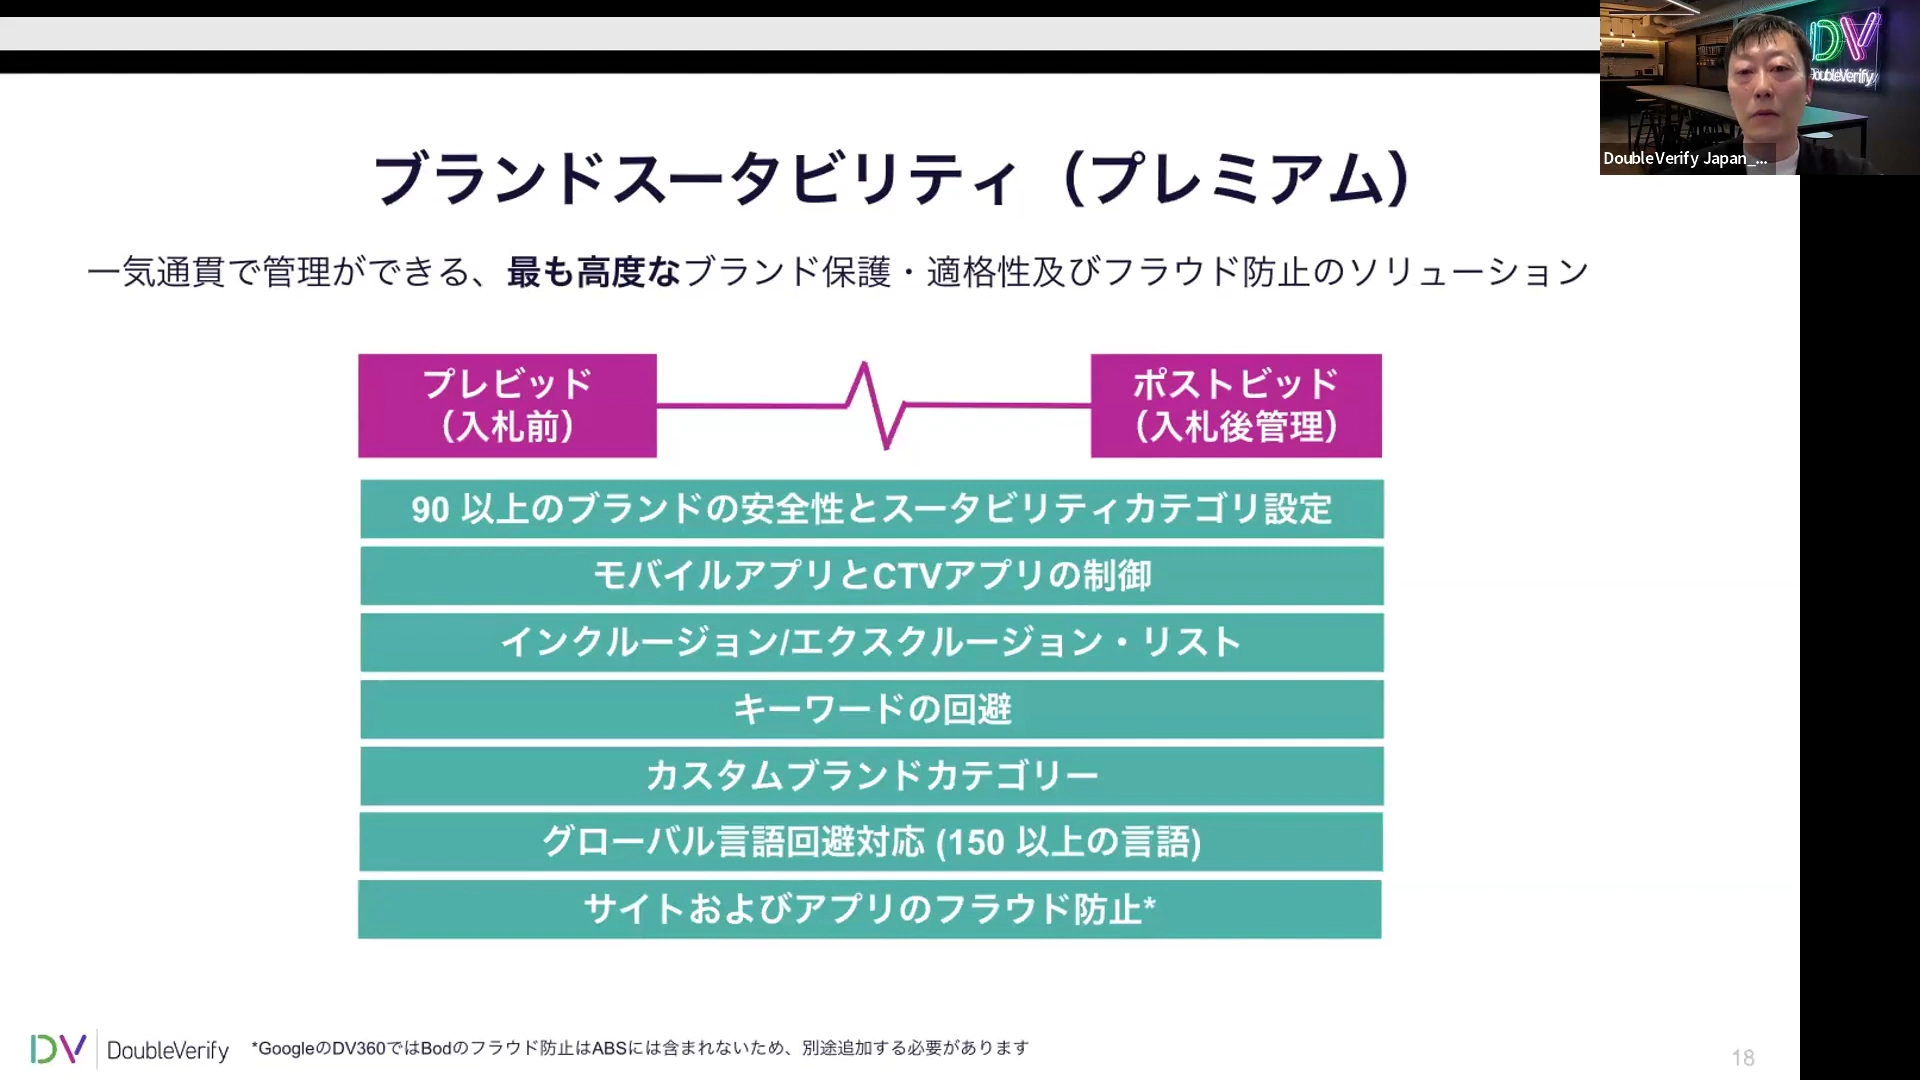 ブランドスータビリティ（プレミアム）
一気通貫で管理ができる、最も高度なブランド保護・適格性及びフラウド防止のソリューション
プレビッド
（入札前）
ポストビッド
（入札後管理）
90 以上のブランドの安全性とスータビリティカテゴリ設定
モバイルアプリとCTVアプリの制御
インクルージョン/エクスクルージョン・リスト
キーワードの回避
カスタムブランドカテゴリー
グローバル言語回避対応 (150 以上の言語)
サイトおよびアプリのフラウド防止*
DV DoubleVerify
*GoogleのDV360ではBodのフラウド防止はABSには含まれないため、別途追加する必要があります
18
DV
DoubleVerify
DoubleVerify Japan_...